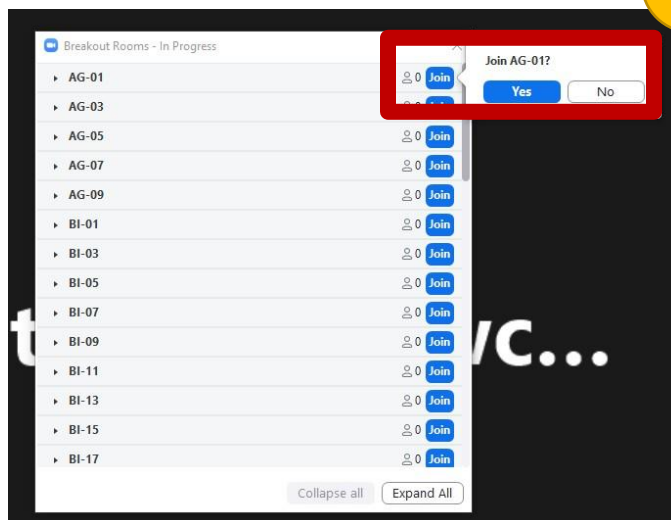 Breakout Rooms - In Progress
Join AG-01?
Yes No
AG-01 0 Join
AG-03 0 Join
AG-05 0 Join
AG-07 0 Join
AG-09 0 Join
BI-01 0 Join
BI-03 0 Join
BI-05 0 Join
BI-07 0 Join
BI-09 0 Join
BI-11 0 Join
BI-13 0 Join
BI-15 0 Join
BI-17 0 Join
Collapse all Expand All